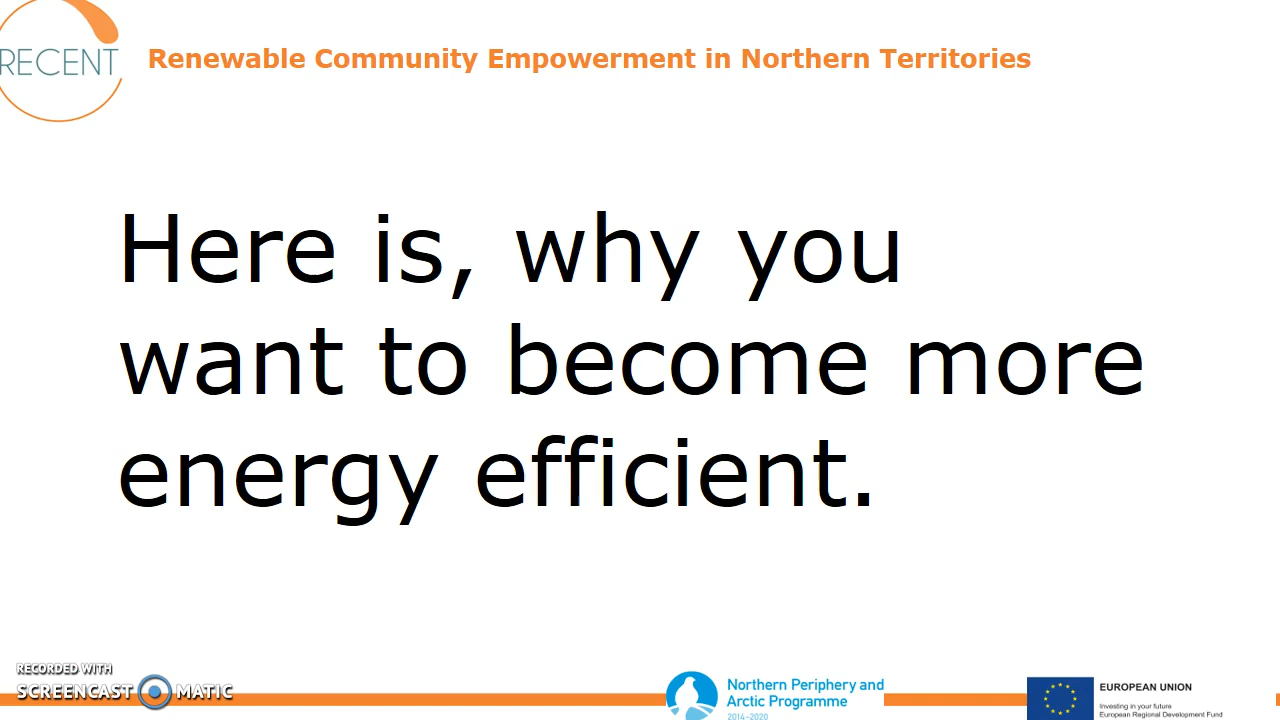 RECENT
Renewable Community Empowerment in Northern Territories
Here is, why you
want to become more
energy efficient.
RECORDED WITH
SCREENCAST MATIC
Northern Periphery and
Arctic Programme
2014–2020
EUROPEAN UNION
Investing in your future
European Regional Development Fund